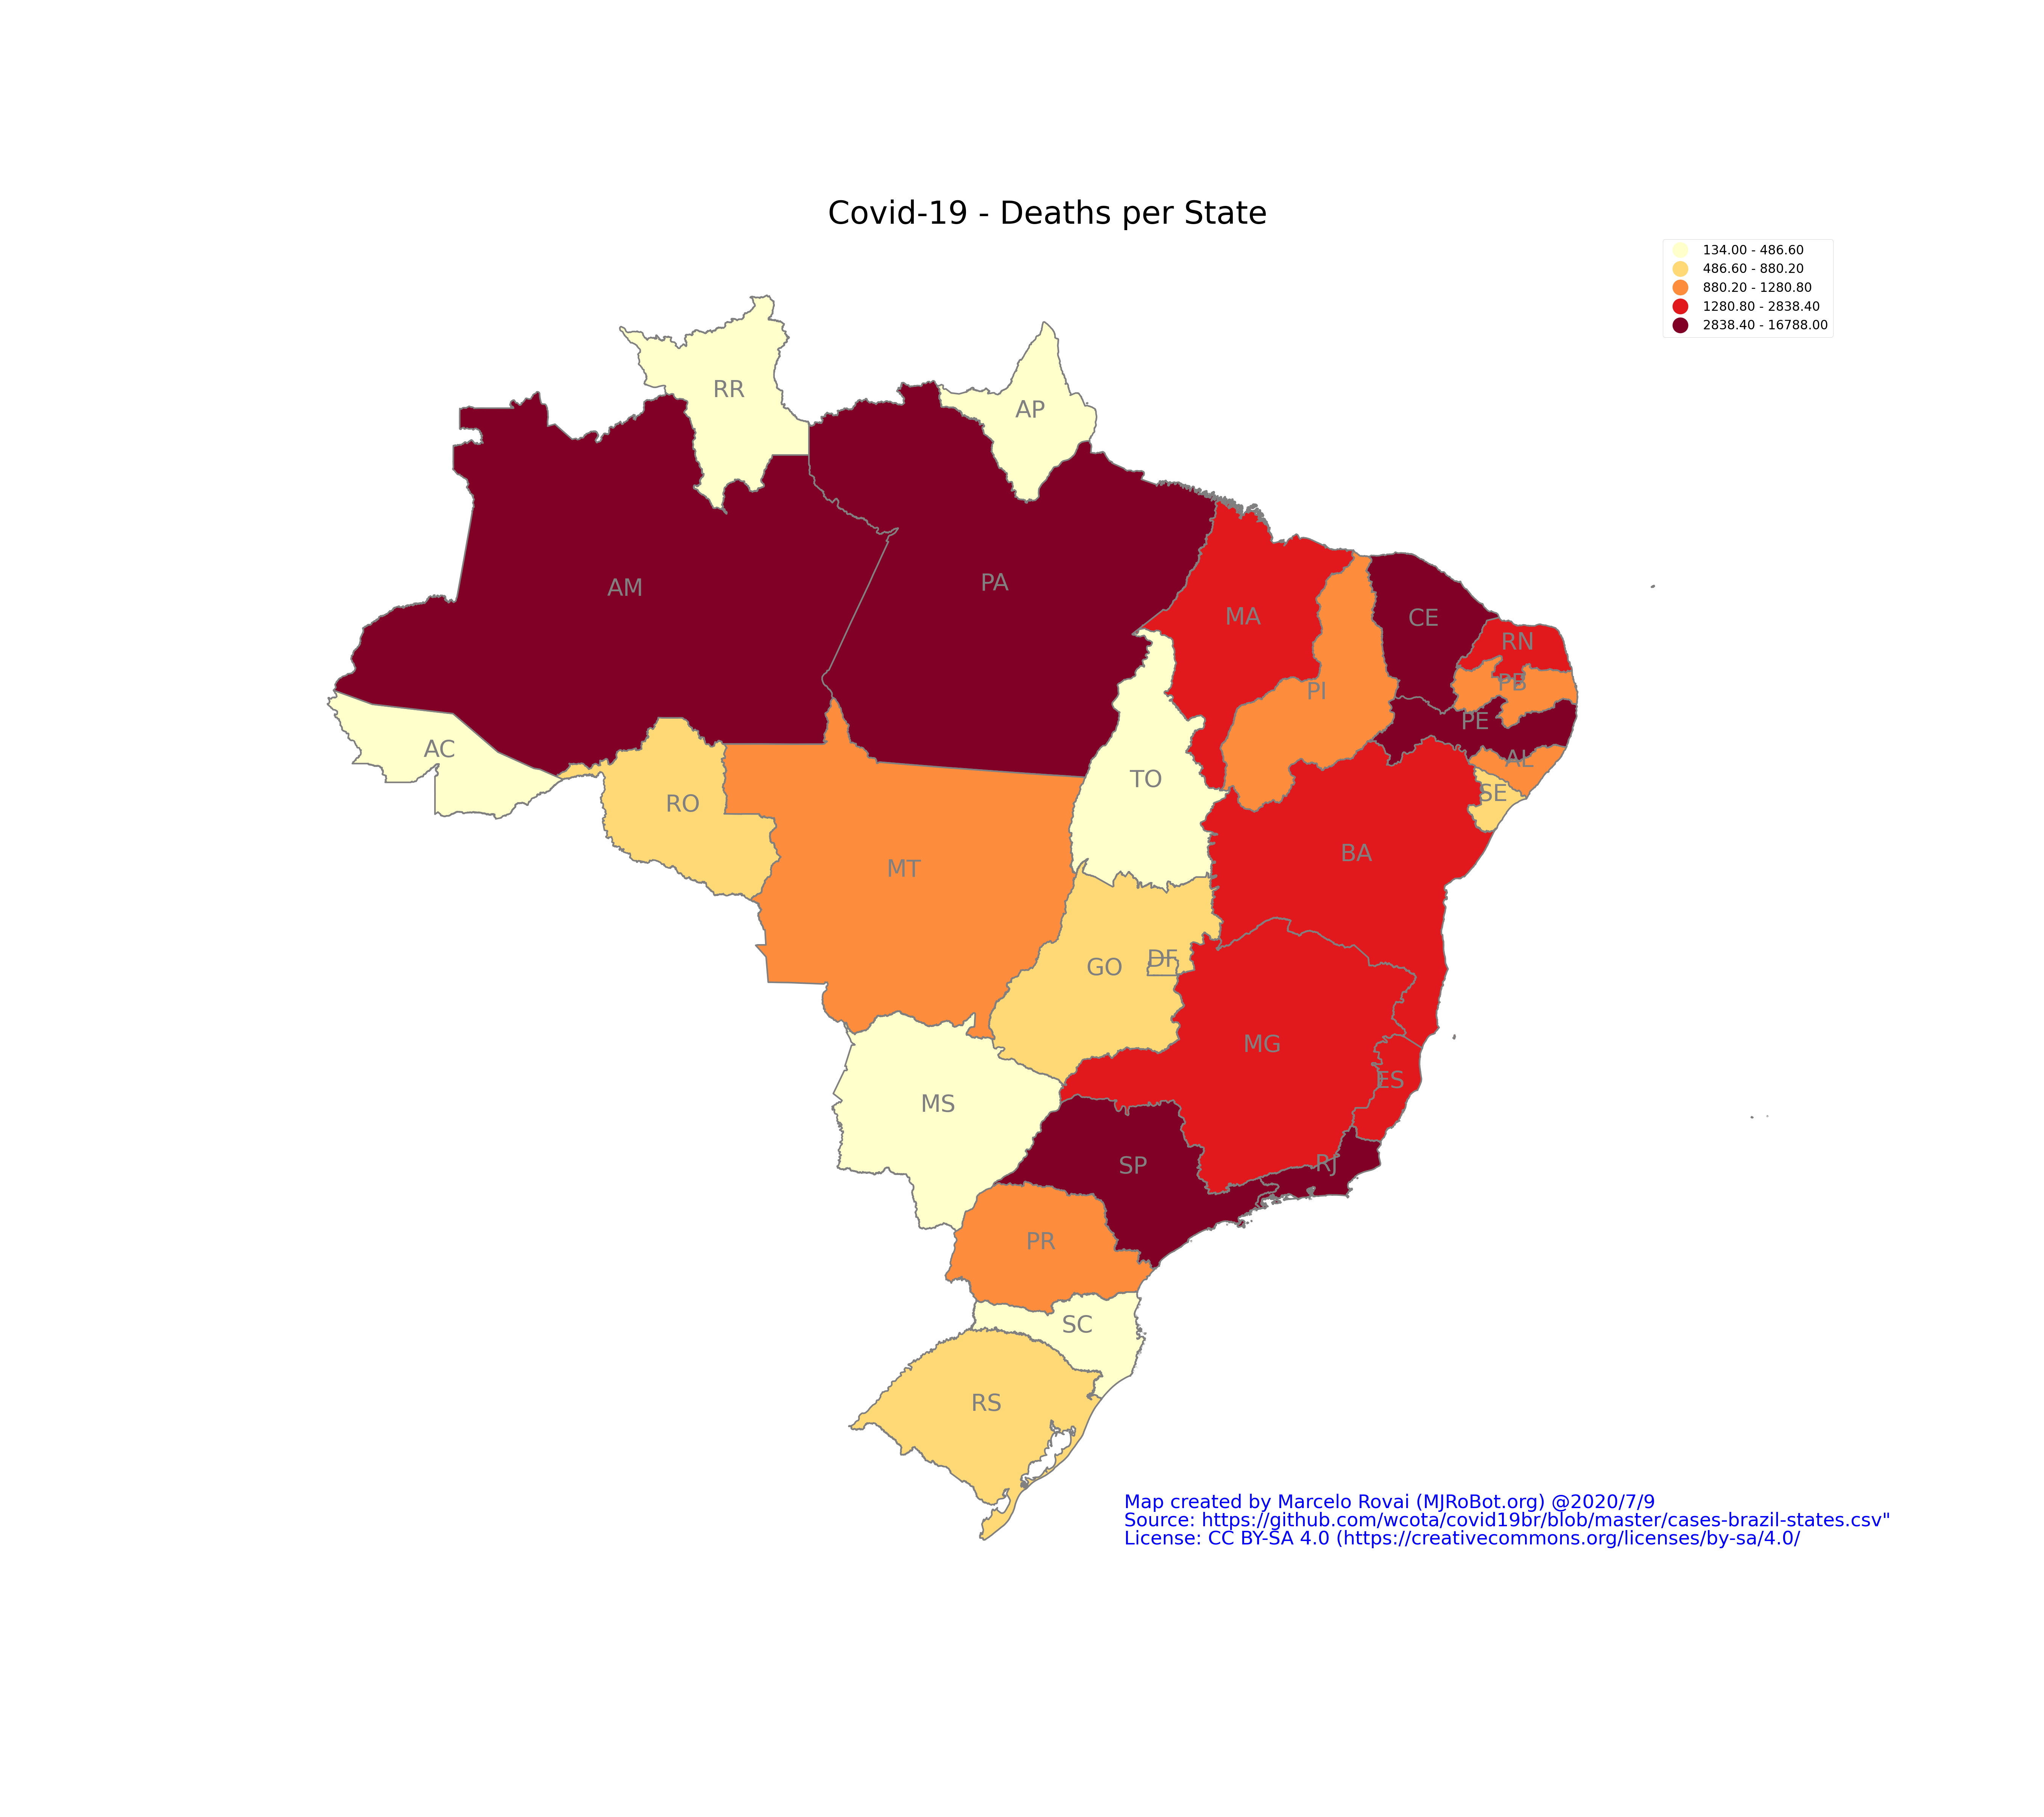 Covid-19 - Deaths per State
134.00 - 486.60
486.60 - 880.20
880.20 - 1280.80
1280.80 - 2838.40
2838.40 - 16788.00
RR
AP
AM
PA
MA
CE
RN
PI
PB
PE
AC
AL
TO
SE
RO
BA
MT
DF
GO
MG
ES
MS
RJ
SP
PR
SC
RS
Map created by Marcelo Rovai (MJRoBot.org) @2020/7/9
Source: https://github.com/wcota/covid19br/blob/master/cases-brazil-states.csv"
License: CC BY-SA 4.0 (https://creativecommons.org/licenses/by-sa/4.0/